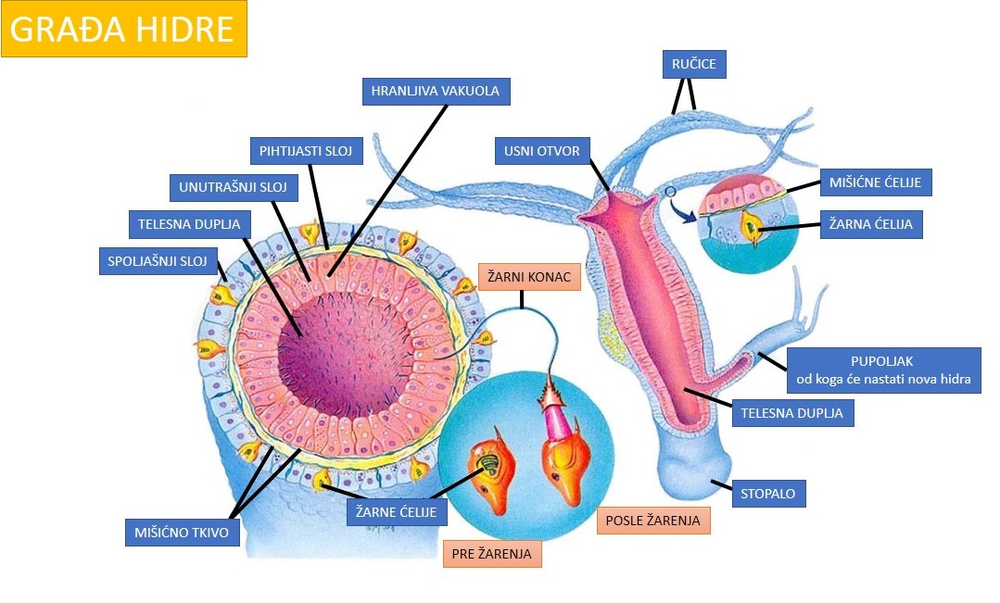 GRAĐA HIDRE
RUČICE
HRANLJIVA VAKUOLA
PIHTIJASTI SLOJ
USNI OTVOR
UNUTRAŠNJI SLOJ
MIŠIĆNE ĆELIJE
TELESNA DUPLJA
ŽARNA ĆELIJA
SPOLJAŠNJI SLOJ
ŽARNI KONAC
PUPOLJAK
od koga će nastati nova hidra
TELESNA DUPLJA
STOPALO
ŽARNE ĆELIJE
POSLE ŽARENJA
MIŠIĆNO TKIVO
PRE ŽARENJA